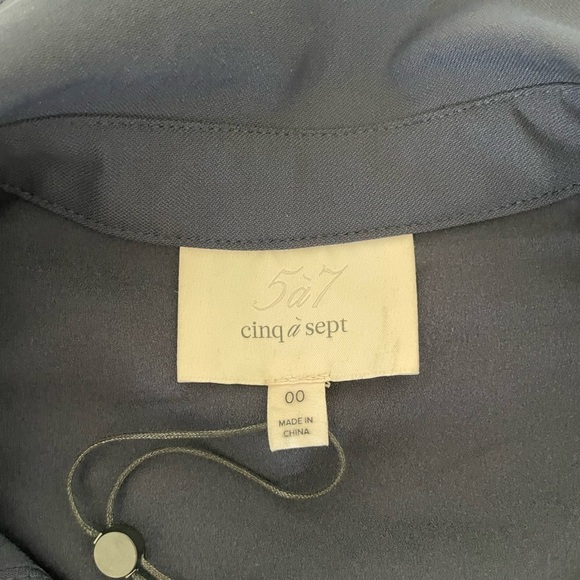 5à7
cinq à sept
00
MADE IN
CHINA